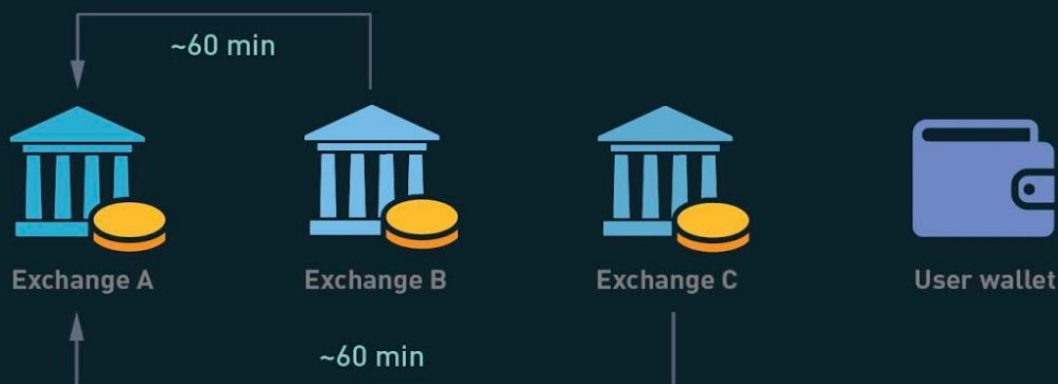 ~60 min
Exchange A
Exchange B
Exchange C
User wallet
~60 min